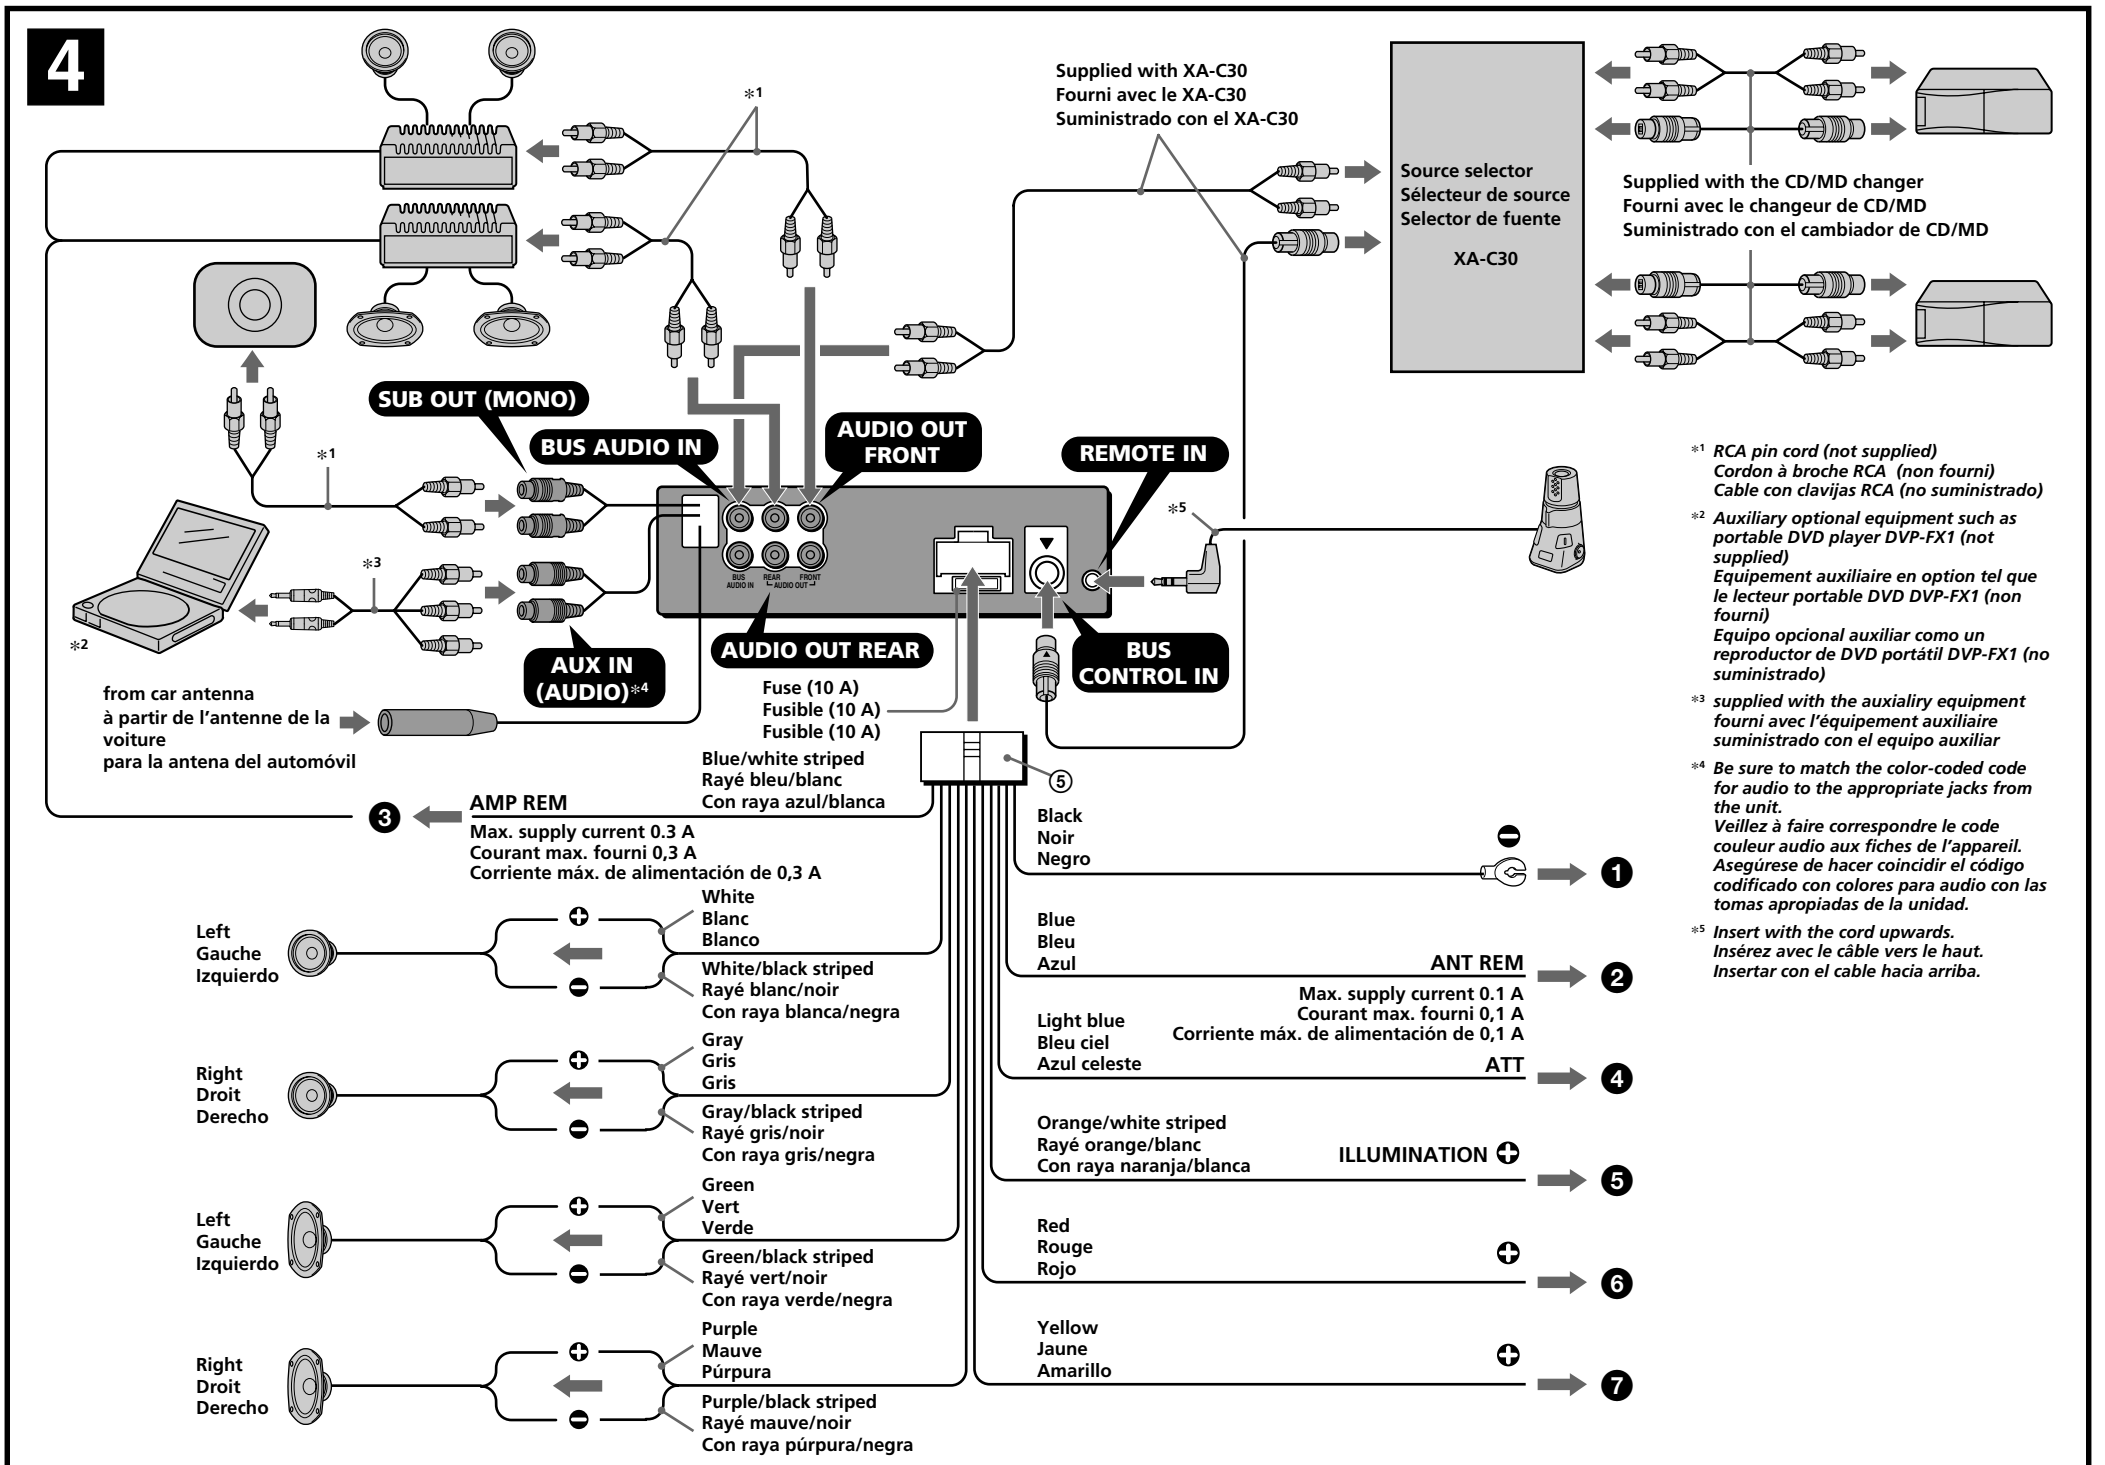 4
*1
Supplied with XA-C30
Fourni avec le XA-C30
Suministrado con el XA-C30
Source selector
Sélecteur de source
Selector de fuente
XA-C30
Supplied with the CD/MD changer
Fourni avec le changeur de CD/MD
Suministrado con el cambiador de CD/MD
SUB OUT (MONO)
BUS AUDIO IN
AUDIO OUT
FRONT
REMOTE IN
*1
*5
*3
*2
BUS
AUDIO IN
REAR
FRONT
AUDIO OUT
AUX IN
(AUDIO)*4
AUDIO OUT REAR
BUS
CONTROL IN
from car antenna
à partir de l’antenne de la
voiture
para la antena del automóvil
Fuse (10 A)
Fusible (10 A)
Fusible (10 A)
*1 RCA pin cord (not supplied)
Cordon à broche RCA (non fourni)
Cable con clavijas RCA (no suministrado)
*2 Auxiliary optional equipment such as
portable DVD player DVP-FX1 (not
supplied)
Equipement auxiliaire en option tel que
le lecteur portable DVD DVP-FX1 (non
fourni)
Equipo opcional auxiliar como un
reproductor de DVD portátil DVP-FX1 (no
suministrado)
*3 supplied with the auxialiry equipment
fourni avec l’équipement auxiliaire
suministrado con el equipo auxiliar
*4 Be sure to match the color-coded code
for audio to the appropriate jacks from
the unit.
Veillez à faire correspondre le code
couleur audio aux fiches de l’appareil.
Asegúrese de hacer coincidir el código
codificado con colores para audio con las
tomas apropiadas de la unidad.
*5 Insert with the cord upwards.
Insérez avec le câble vers le haut.
Insertar con el cable hacia arriba.
5
Blue/white striped
Rayé bleu/blanc
Con raya azul/blanca
3
AMP REM
Max. supply current 0.3 A
Courant max. fourni 0,3 A
Corriente máx. de alimentación de 0,3 A
Left
Gauche
Izquierdo
+
−
White
Blanc
Blanco
White/black striped
Rayé blanc/noir
Con raya blanca/negra
Right
Droit
Derecho
+
−
Gray
Gris
Gris
Gray/black striped
Rayé gris/noir
Con raya gris/negra
Left
Gauche
Izquierdo
+
−
Green
Vert
Verde
Green/black striped
Rayé vert/noir
Con raya verde/negra
Right
Droit
Derecho
+
−
Purple
Mauve
Púrpura
Purple/black striped
Rayé mauve/noir
Con raya púrpura/negra
Black
Noir
Negro
−
1
Blue
Bleu
Azul
ANT REM
2
Max. supply current 0.1 A
Courant max. fourni 0,1 A
Corriente máx. de alimentación de 0,1 A
Light blue
Bleu ciel
Azul celeste
ATT
4
Orange/white striped
Rayé orange/blanc
Con raya naranja/blanca
ILLUMINATION +
5
Red
Rouge
Rojo
+
6
Yellow
Jaune
Amarillo
+
7